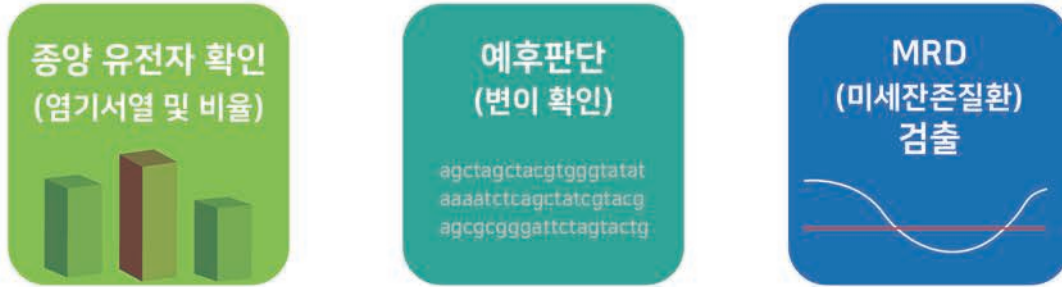 종양 유전자 확인
(염기서열 및 비율)
예후판단
(변이 확인)
agctagctacgtgggtatat
aaaatctcagctatcgtacg
agcgcgggattctagtactg
MRD
(미세잔존질환)
검출